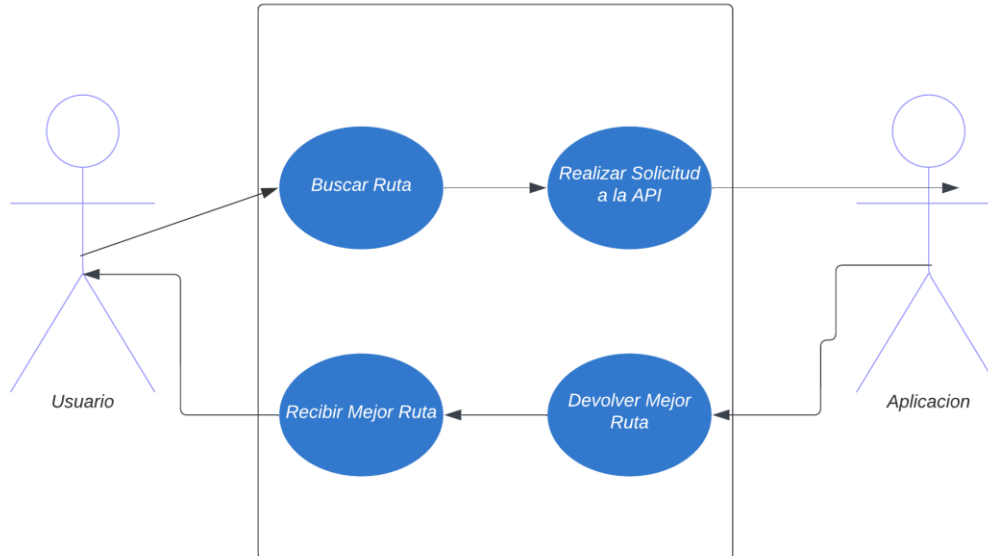 Buscar Ruta
Realizar Solicitud
a la API
Usuario
Recibir Mejor Ruta
Devolver Mejor
Ruta
Aplicacion